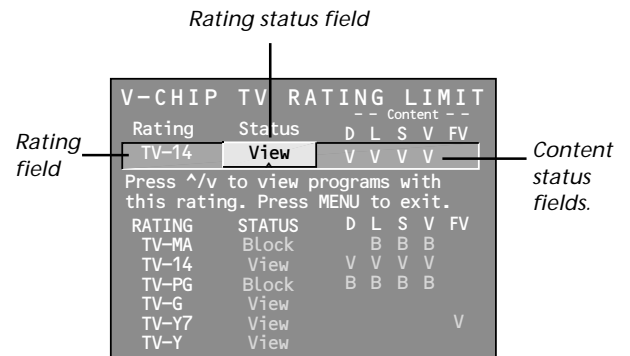 Rating status field
V-CHIP TV RATING LIMIT
- - Content - -
Rating Status D L S V FV
Rating field
TV-14 View V V V V
Content status fields.
Press ^/v to view programs with
this rating. Press MENU to exit.
RATING STATUS D L S V FV
TV-MA Block B B B
TV-14 View V V V V
TV-PG Block B B B B
TV-G View
TV-Y7 View V
TV-Y View